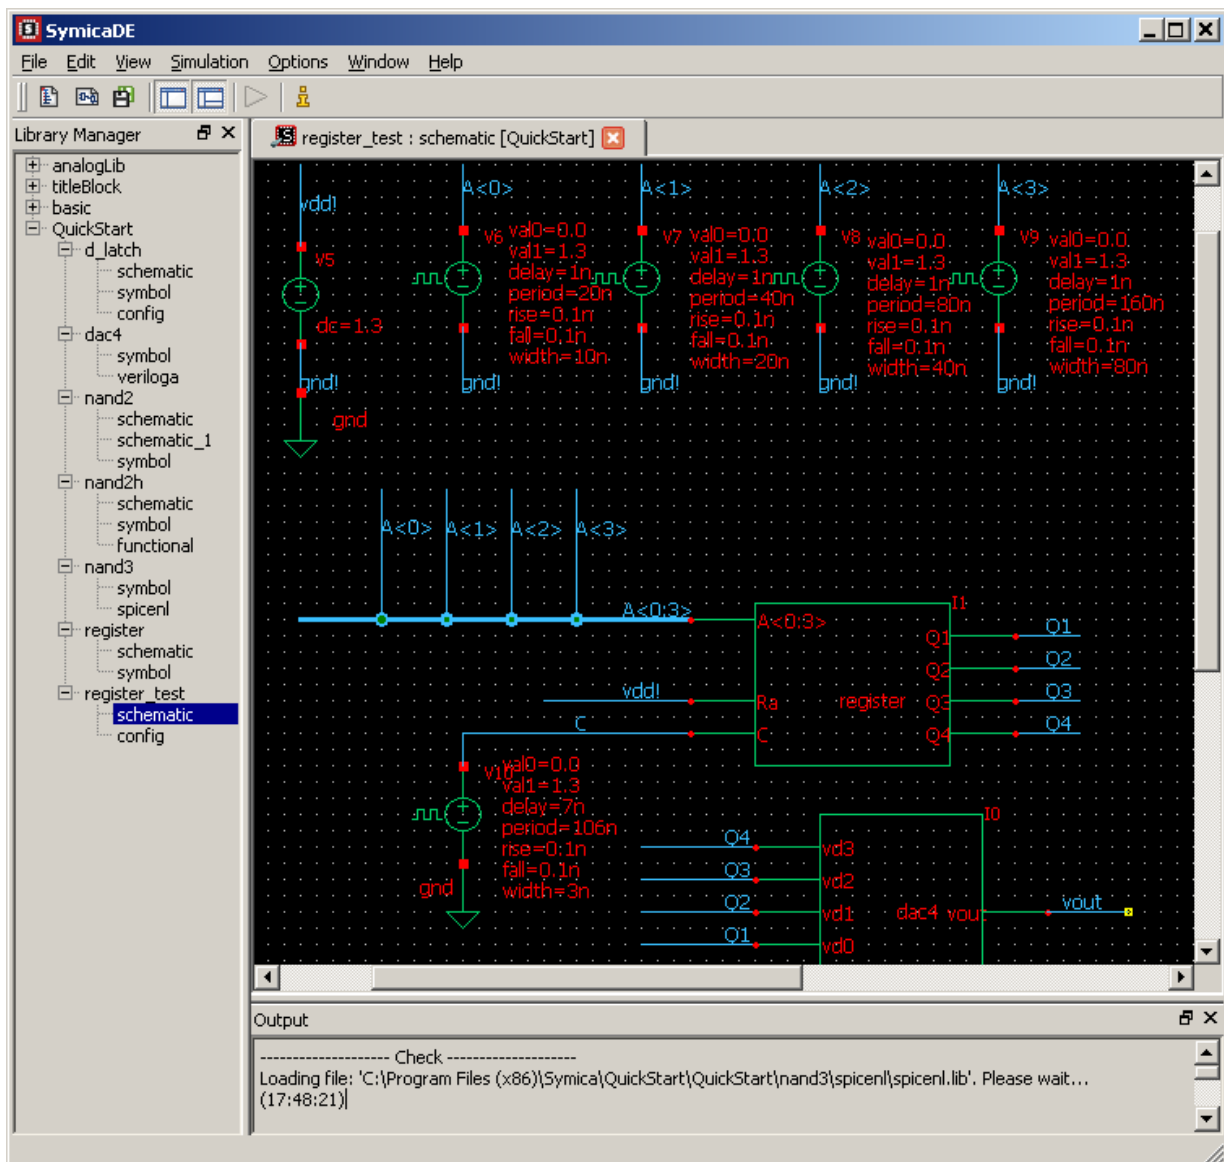 SymicaDE
File Edit View Simulation Options Window Help
Library Manager
register_test : schematic [QuickStart]
analogLib
titleBlock
basic
QuickStart
d_latch
schematic
symbol
config
dac4
symbol
veriloga
nand2
schematic
schematic_1
symbol
nand2h
schematic
symbol
functional
nand3
symbol
spicenl
register
schematic
symbol
register_test
schematic
config
vdd!
V5
dc=1.3
gnd!
gnd
A<0>
V6
val0=0.0
val1=1.3
delay=1n
period=20n
rise=0.1n
fall=0.1n
width=10n
gnd!
A<1>
V7
val0=0.0
val1=1.3
delay=1n
period=40n
rise=0.1n
fall=0.1n
width=20n
gnd!
A<2>
V8
val0=0.0
val1=1.3
delay=1n
period=80n
rise=0.1n
fall=0.1n
width=40n
gnd!
A<3>
V9
val0=0.0
val1=1.3
delay=1n
period=160n
rise=0.1n
fall=0.1n
width=80n
gnd!
A<0> A<1> A<2> A<3>
A<0:3>
vdd!
C
I1
A<0:3>
Ra
C
register
Q1
Q2
Q3
Q4
Q1
Q2
Q3
Q4
V10
val0=0.0
val1=1.3
delay=7n
period=106n
rise=0.1n
fall=0.1n
width=3n
gnd
I0
Q4
Q3
Q2
Q1
vd3
vd2
vd1
vd0
dac4
vout
vout
Output
-------------------- Check --------------------
Loading file: 'C:\Program Files (x86)\Symica\QuickStart\QuickStart\nand3\spicenl\spicenl.lib'. Please wait...
(17:48:21)